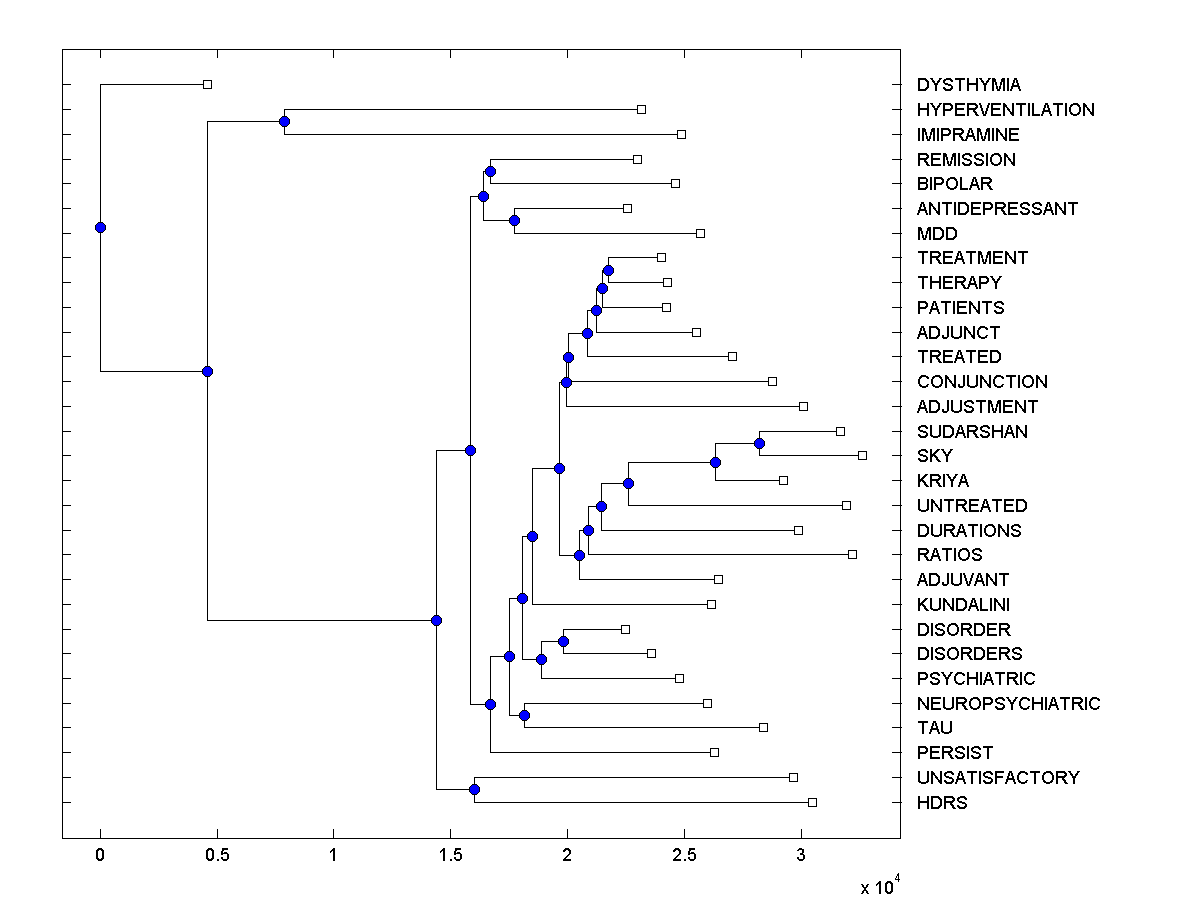 DYSTHYMIA
HYPERVENTILATION
IMIPRAMINE
REMISSION
BIPOLAR
ANTIDEPRESSANT
MDD
TREATMENT
THERAPY
PATIENTS
ADJUNCT
TREATED
CONJUNCTION
ADJUSTMENT
SUDARSHAN
SKY
KRIYA
UNTREATED
DURATIONS
RATIOS
ADJUVANT
KUNDALINI
DISORDER
DISORDERS
PSYCHIATRIC
NEUROPSYCHIATRIC
TAU
PERSIST
UNSATISFACTORY
HDRS
0 0.5 1 1.5 2 2.5 3
x 10^4